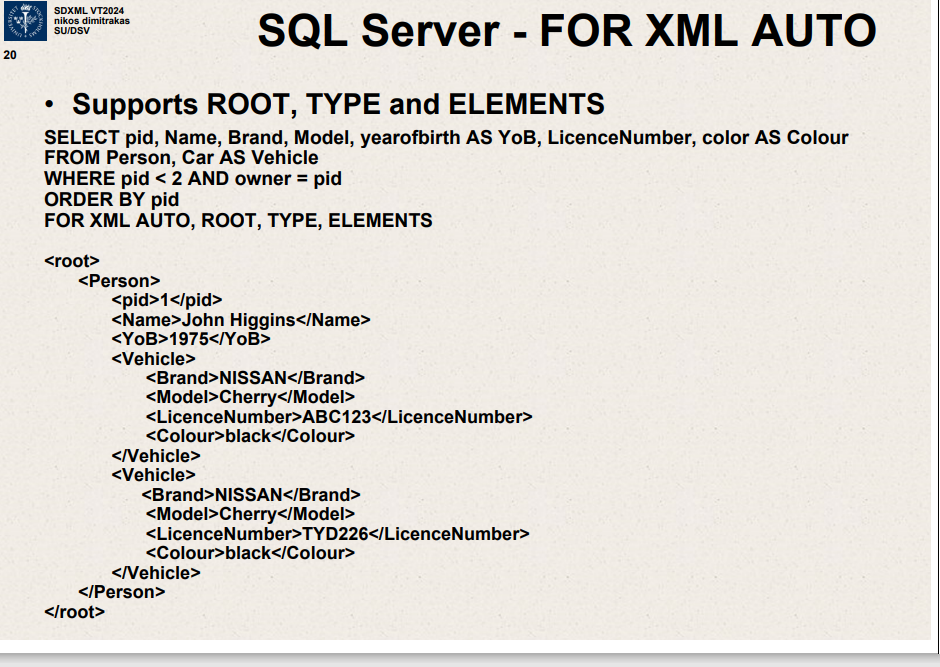 SDXML VT2024
nikos dimitrakas
SU/DSV
20
SQL Server - FOR XML AUTO
• Supports ROOT, TYPE and ELEMENTS
SELECT pid, Name, Brand, Model, yearofbirth AS YoB, LicenceNumber, color AS Colour
FROM Person, Car AS Vehicle
WHERE pid < 2 AND owner = pid
ORDER BY pid
FOR XML AUTO, ROOT, TYPE, ELEMENTS
<root>
<Person>
<pid>1</pid>
<Name>John Higgins</Name>
<YoB>1975</YoB>
<Vehicle>
<Brand>NISSAN</Brand>
<Model>Cherry</Model>
<LicenceNumber>ABC123</LicenceNumber>
<Colour>black</Colour>
</Vehicle>
<Vehicle>
<Brand>NISSAN</Brand>
<Model>Cherry</Model>
<LicenceNumber>TYD226</LicenceNumber>
<Colour>black</Colour>
</Vehicle>
</Person>
</root>